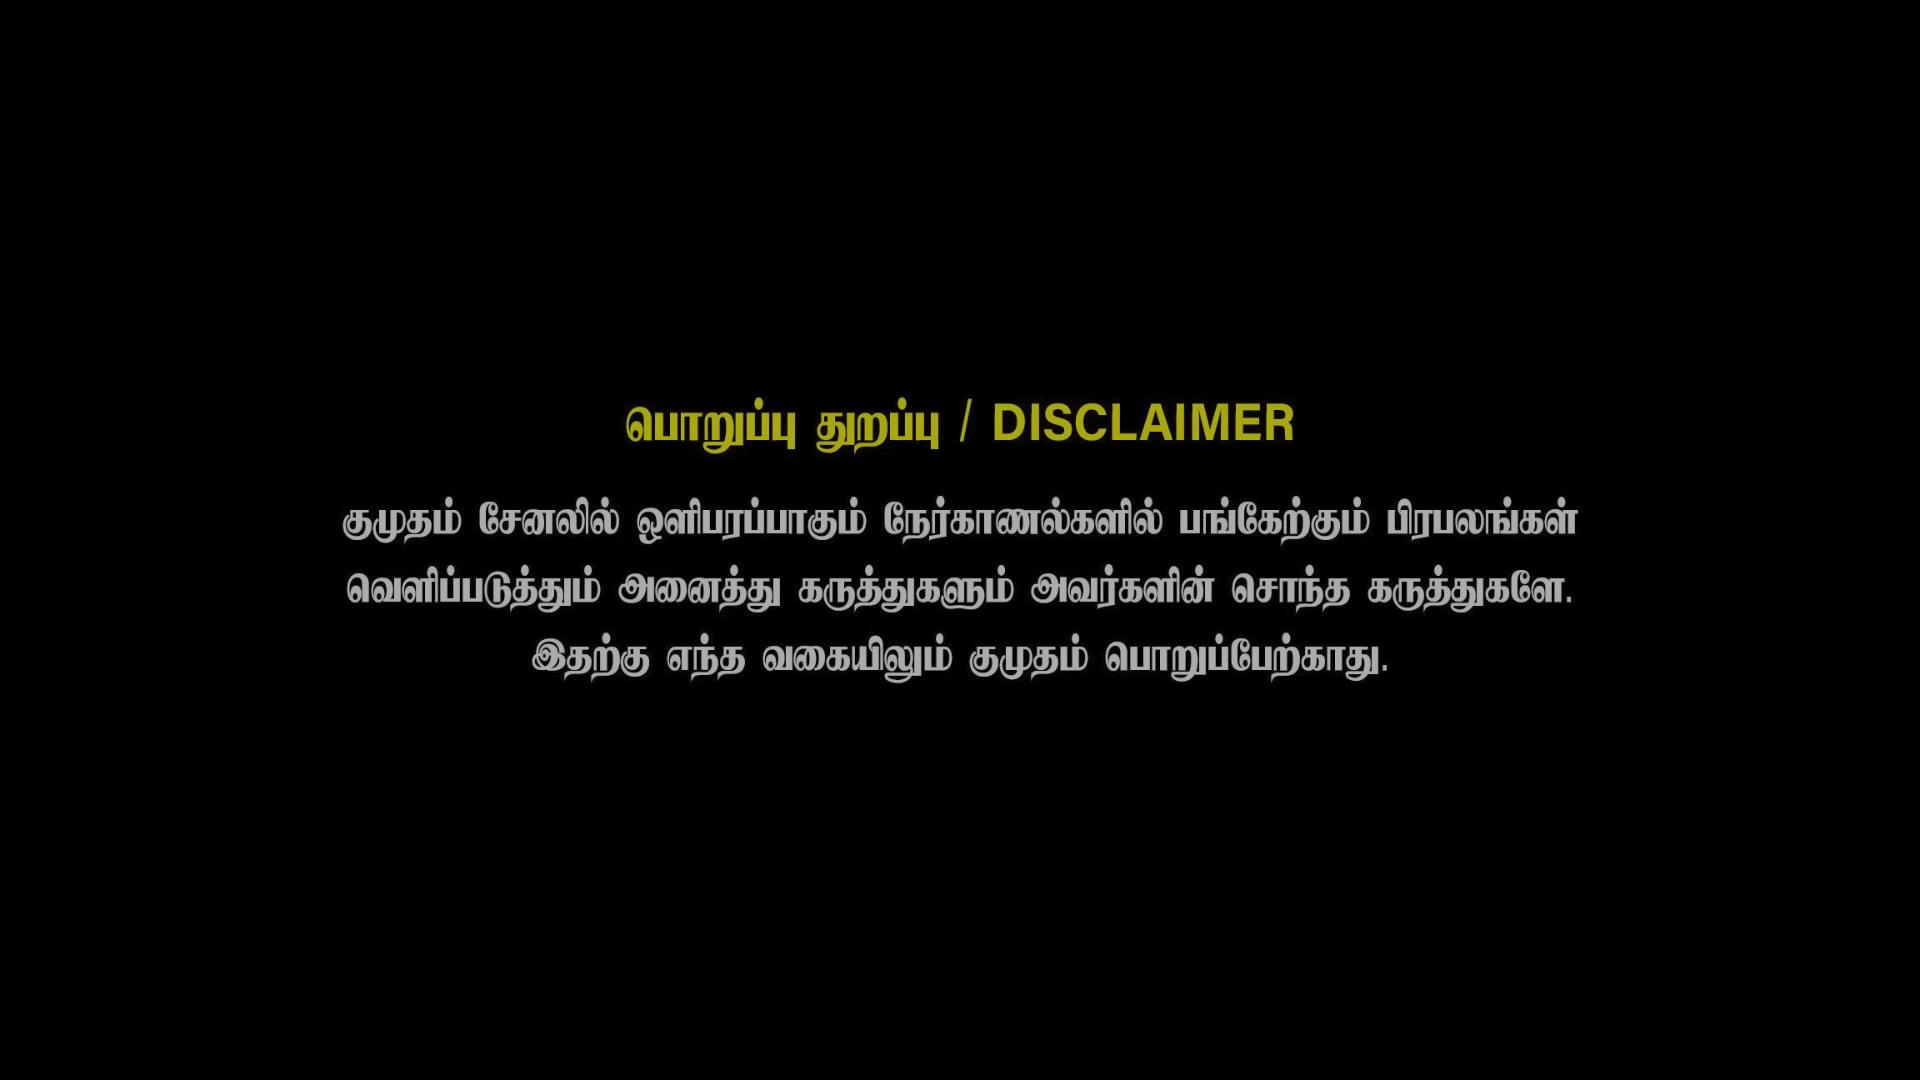 பொறுப்பு துறப்பு / DISCLAIMER
குமுதம் சேனலில் ஒளிபரப்பாகும் நேர்காணல்களில் பங்கேற்கும் பிரபலங்கள்
வெளிப்படுத்தும் அனைத்து கருத்துகளும் அவர்களின் சொந்த கருத்துகளே.
இதற்கு எந்த வகையிலும் குமுதம் பொறுப்பேற்காது.